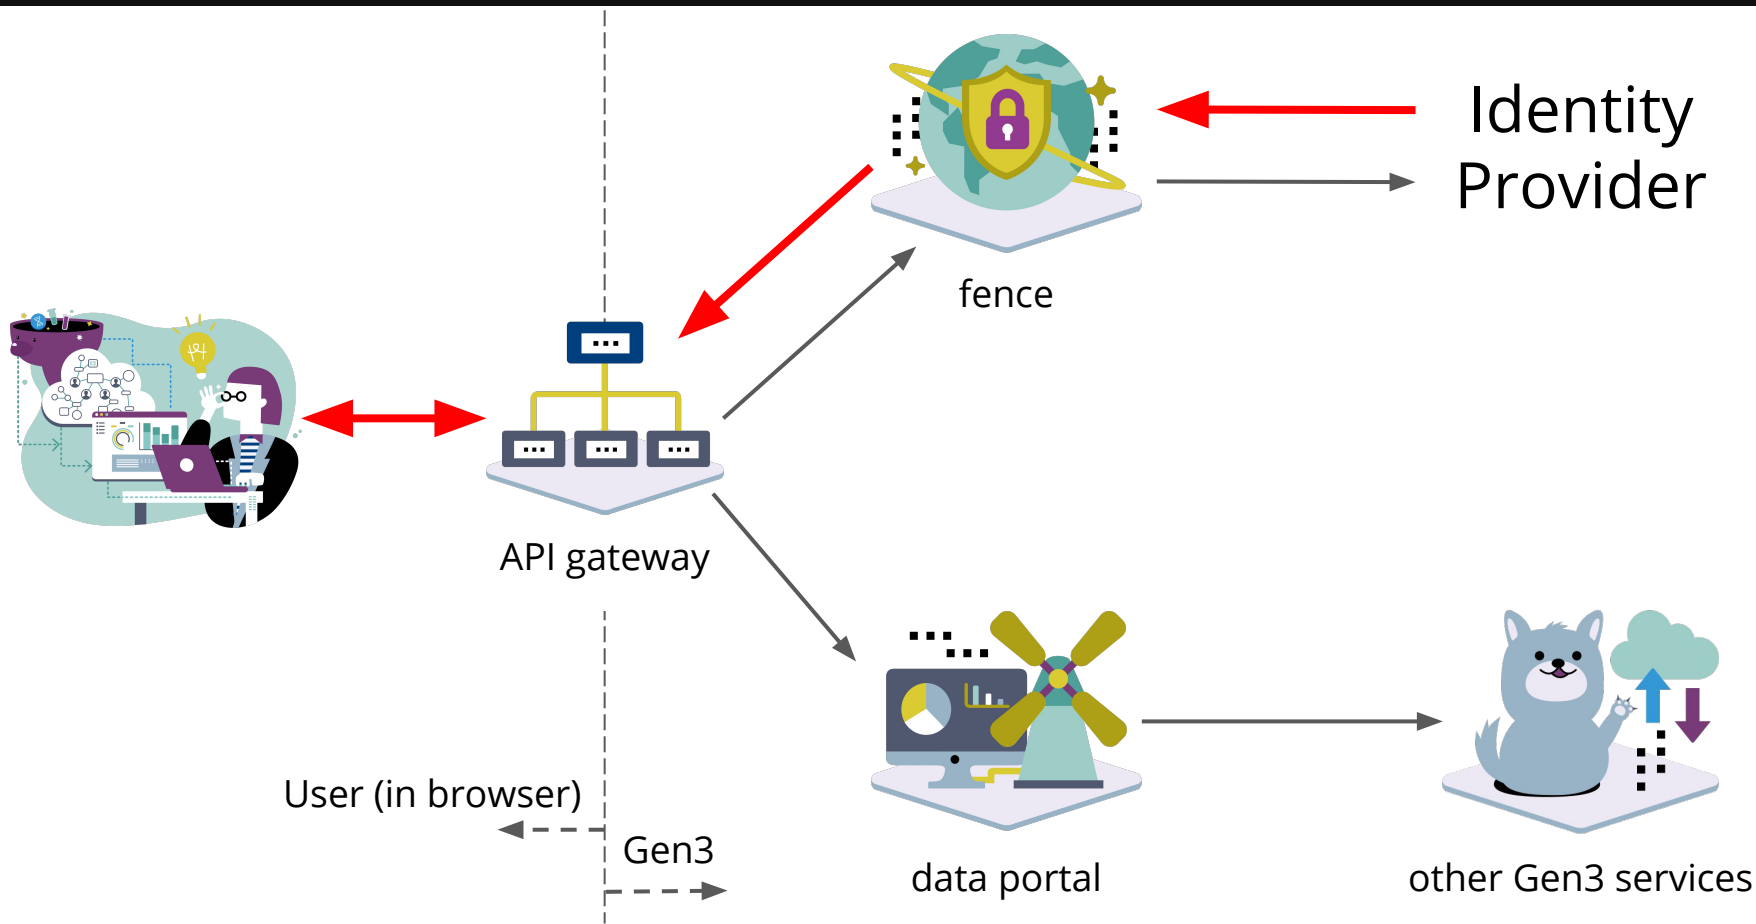 Identity
Provider
fence
API gateway
User (in browser)
Gen3
data portal
other Gen3 services